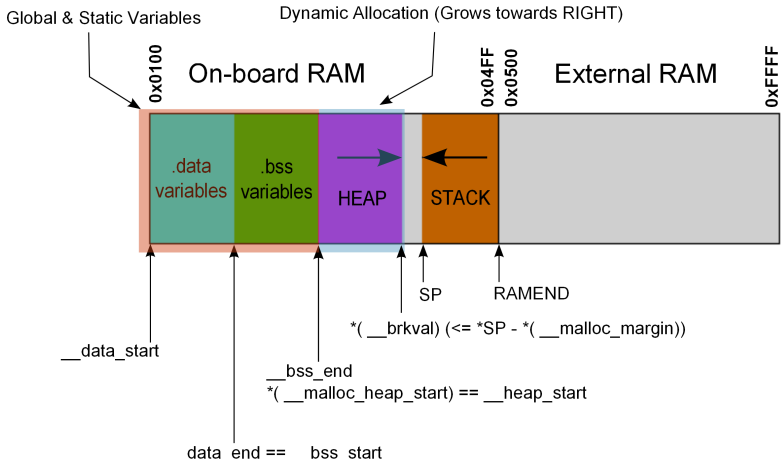 Global & Static Variables
Dynamic Allocation (Grows towards RIGHT)
0x0100
On-board RAM
0x04FF
0x0500
External RAM
0xFFFF
.data
variables
.bss
variables
HEAP
STACK
SP
RAMEND
*( __brkval) (<= *SP - *( __malloc_margin))
__data_start
__bss_end
*( __malloc_heap_start) == __heap_start
data end == bss start